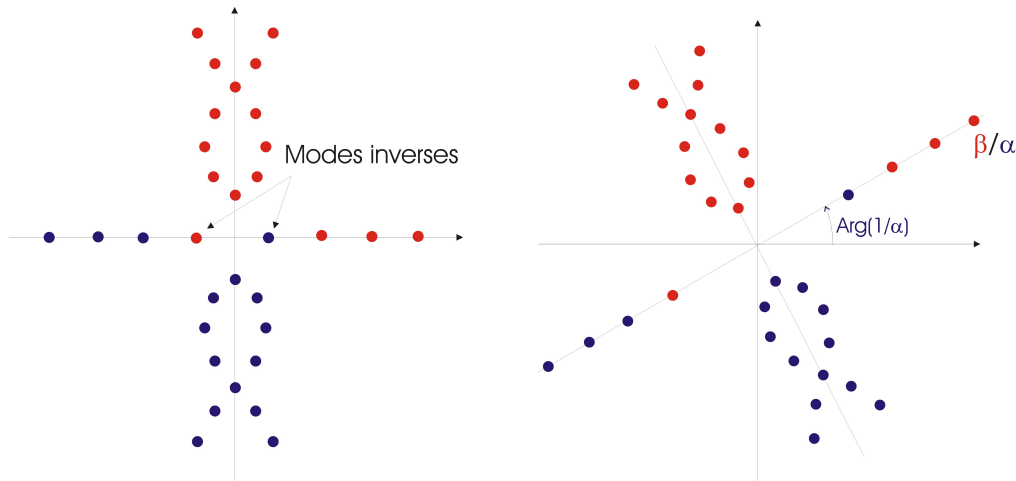 Modes inverses
β/α
Arg(1/α)